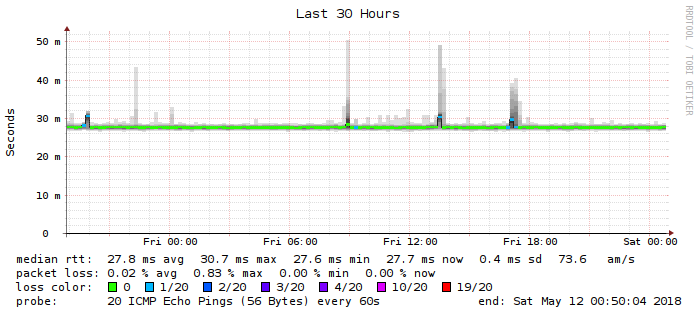 Last 30 Hours
RRDTOOL / TOBI OETIKER
Seconds
50 m
40 m
30 m
20 m
10 m
0
Fri 00:00 Fri 06:00 Fri 12:00 Fri 18:00 Sat 00:00
median rtt: 27.8 ms avg 30.7 ms max 27.6 ms min 27.7 ms now 0.4 ms sd 73.6 am/s
packet loss: 0.02 % avg 0.83 % max 0.00 % min 0.00 % now
loss color: 0 1/20 2/20 3/20 4/20 10/20 19/20
probe: 20 ICMP Echo Pings (56 Bytes) every 60s end: Sat May 12 00:50:04 2018